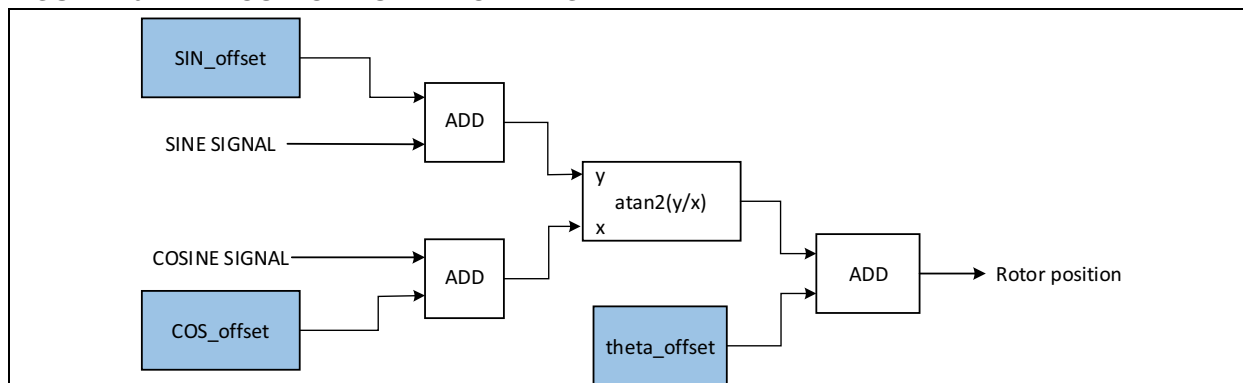 SIN_offset
ADD
SINE SIGNAL
y
atan2(y/x)
x
COSINE SIGNAL
ADD
ADD
Rotor position
COS_offset
theta_offset